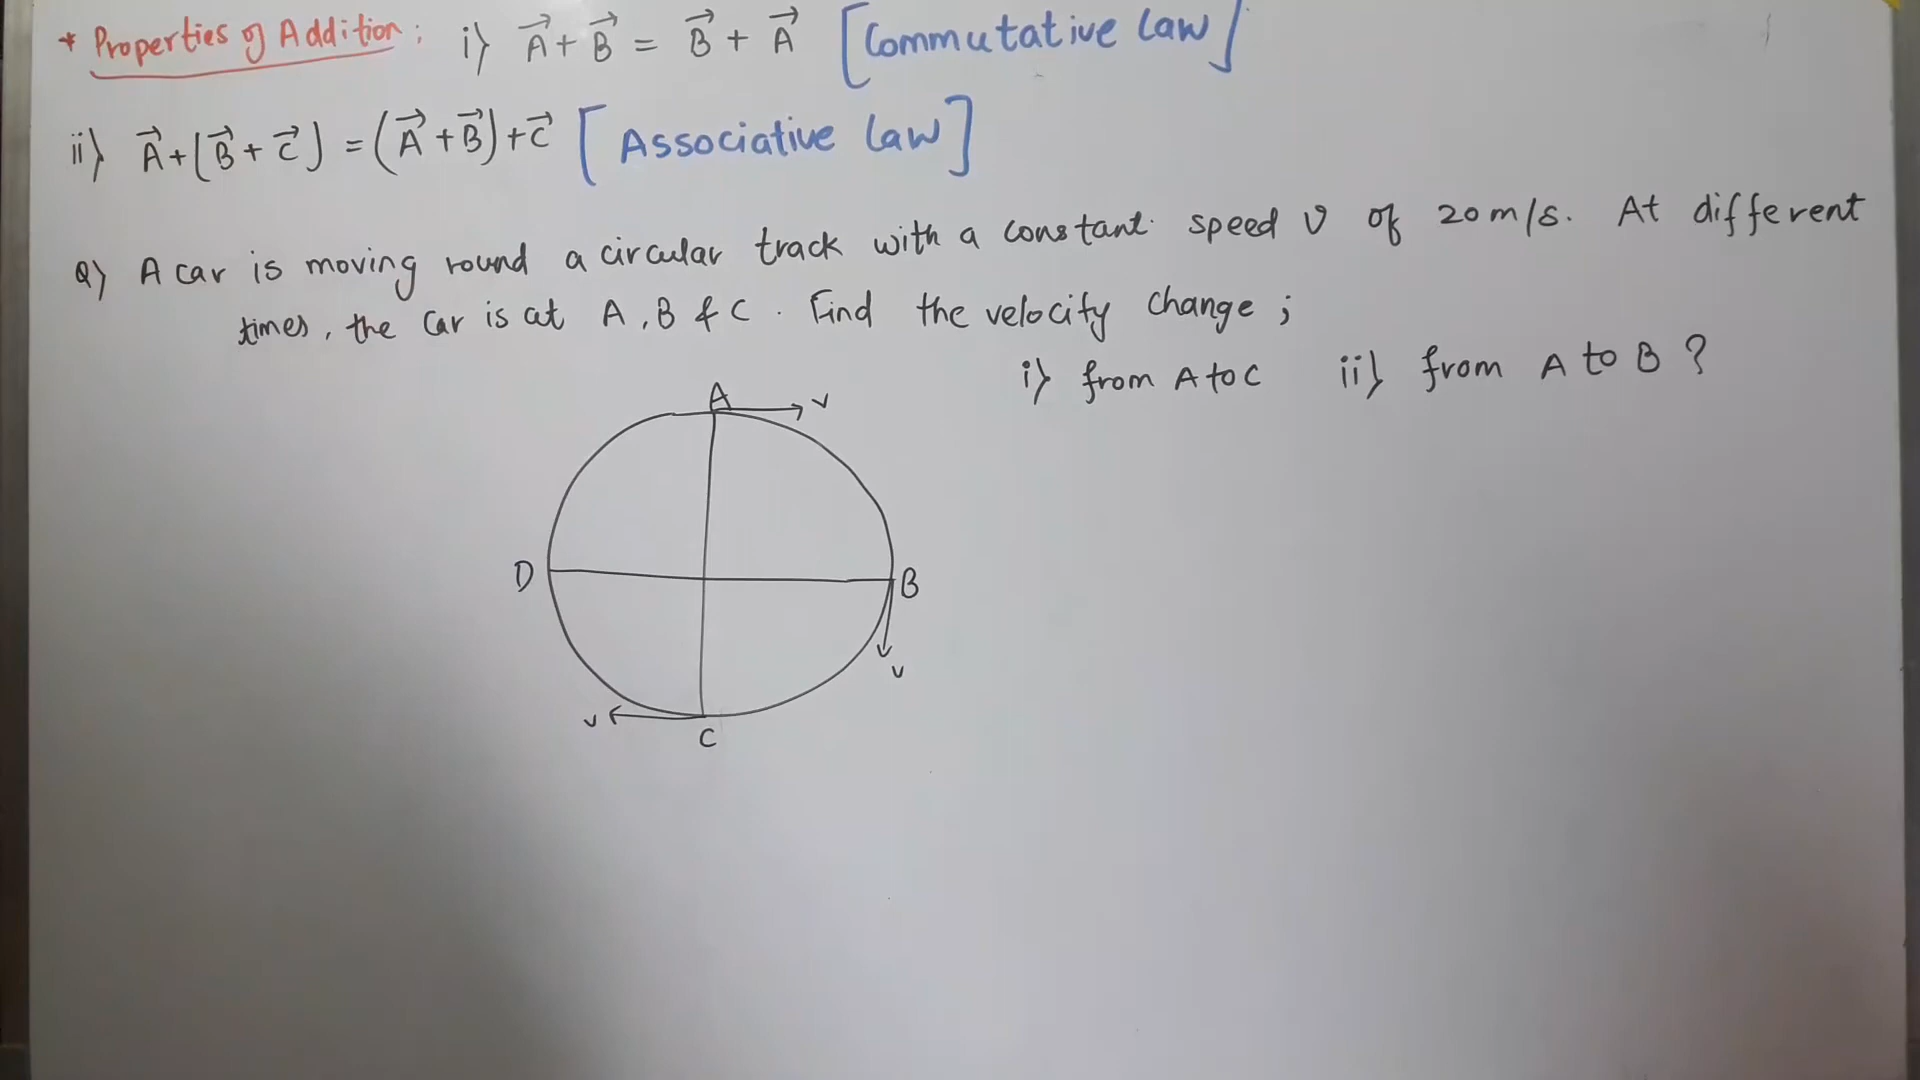 * Properties of Addition: i) A⃗ + B⃗ = B⃗ + A⃗ [Commutative law]
ii) A⃗ + (B⃗ + C⃗) = (A⃗ + B⃗) + C⃗ [Associative law]
Q) A car is moving round a circular track with a constant speed v of 20 m/s. At different
times, the car is at A, B & C. Find the velocity change;
i) from A to C ii) from A to B ?
A v
D B
v
v
C